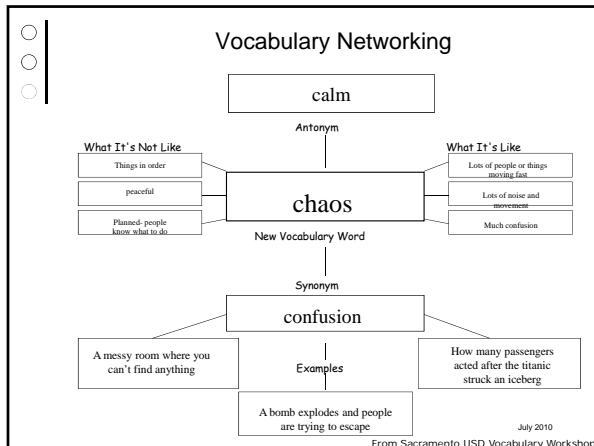 Vocabulary Networking
calm
Antonym
What It's Not Like
What It's Like
Things in order
peaceful
Planned- people
know what to do
chaos
Lots of people or things
moving fast
Lots of noise and
movement
Much confusion
New Vocabulary Word
Synonym
confusion
A messy room where you
can't find anything
Examples
How many passengers
acted after the titanic
struck an iceberg
A bomb explodes and people
are trying to escape
July 2010
From Sacramento USD Vocabulary Workshop